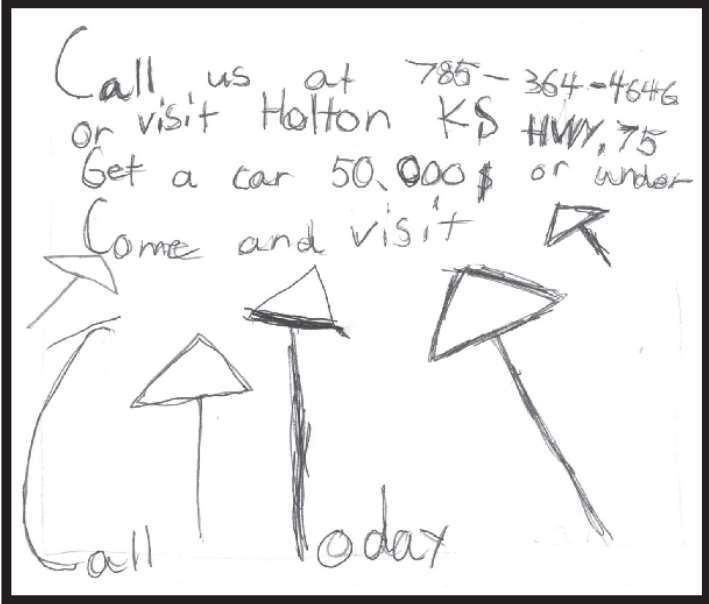 Call us at 785-364-4646
or visit Holton KS HWY, 75
Get a car 50,000$ or under
Come and visit
Call Today